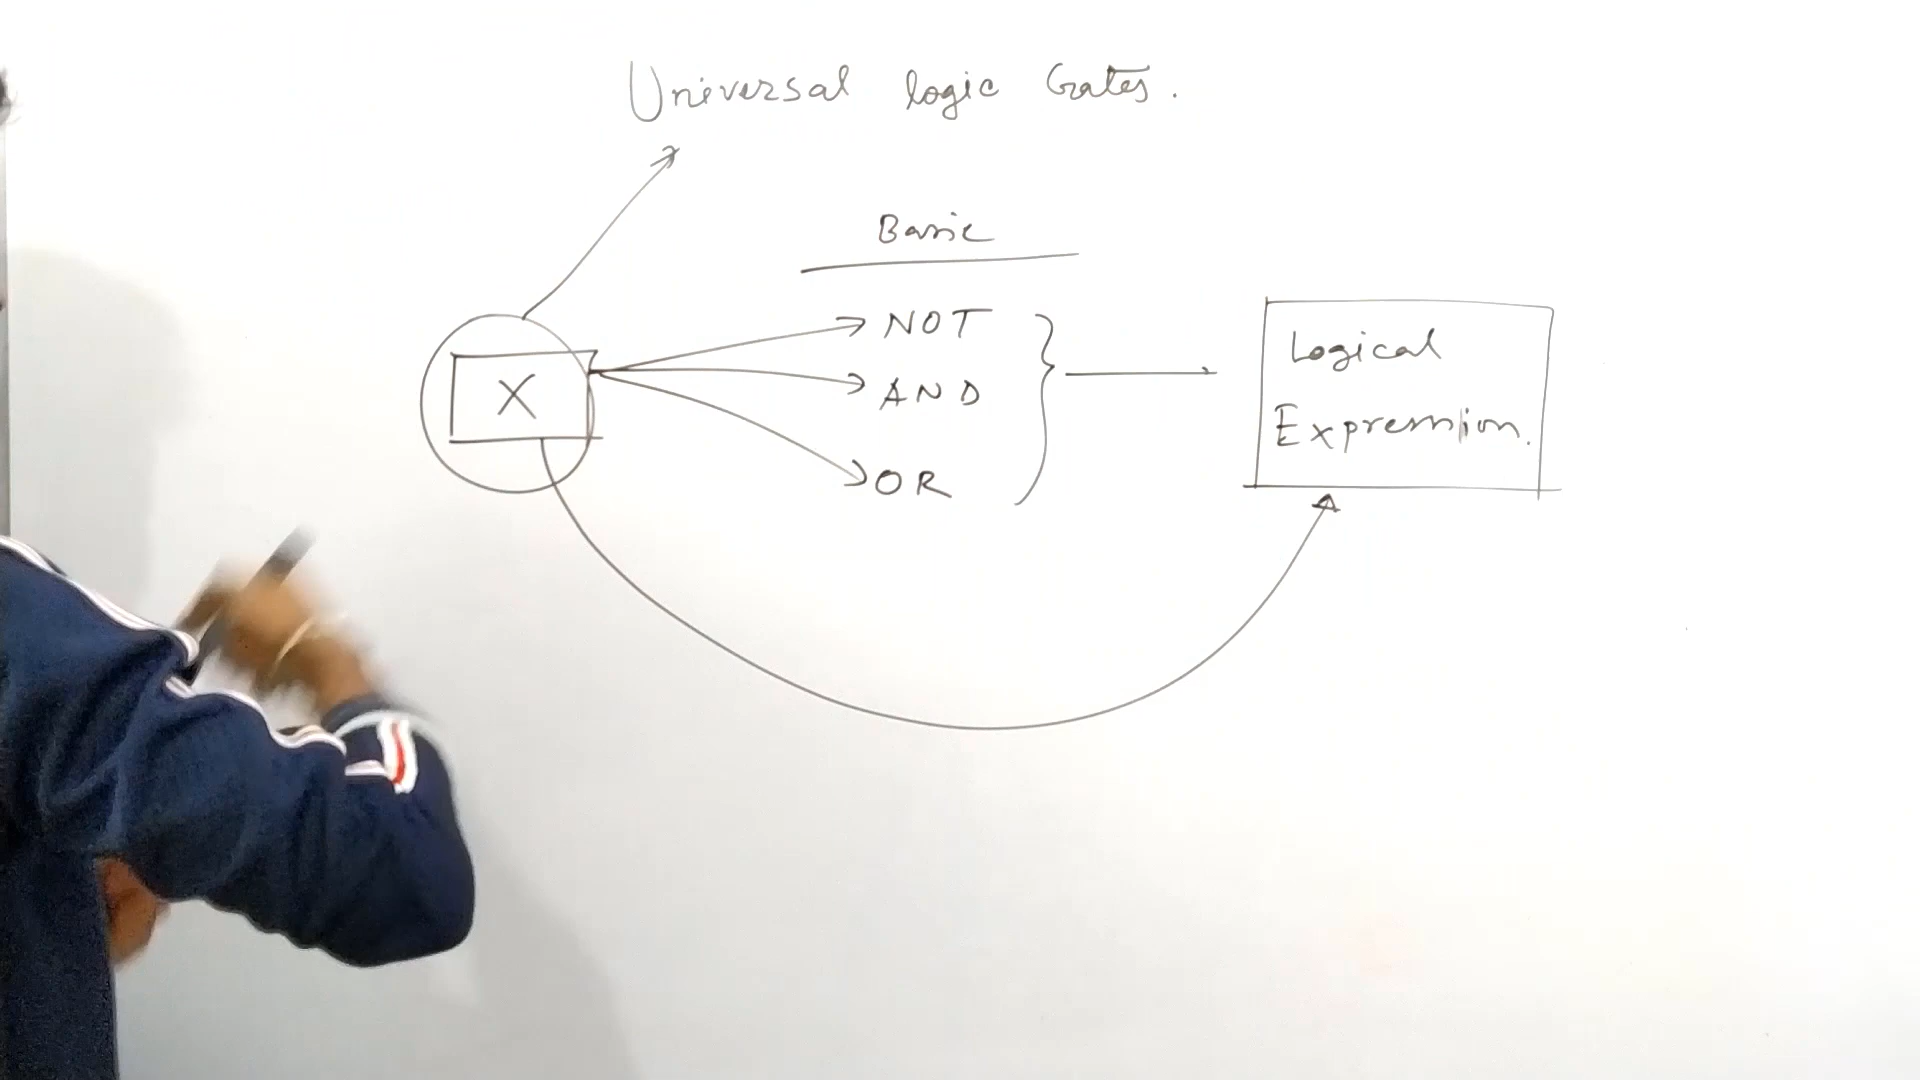 Universal logic Gates.
Basic
X
NOT
AND
OR
Logical
Expression.